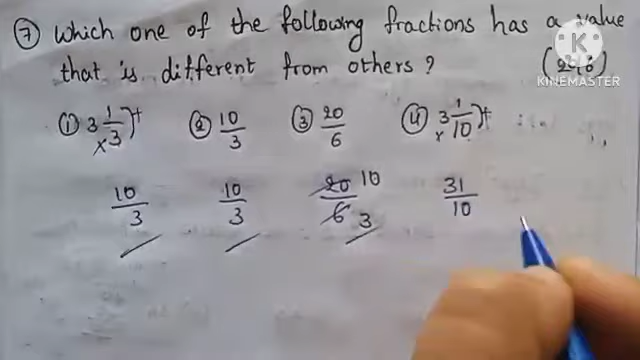 ⑦ Which one of the following fractions has a value
that is different from others?
① 3 1/3 )+ × ② 10/3 ③ 20/6 ④ 3 1/10 )+ ×
10/3 10/3 20/6 10 3 31/10
K
KINEMASTER